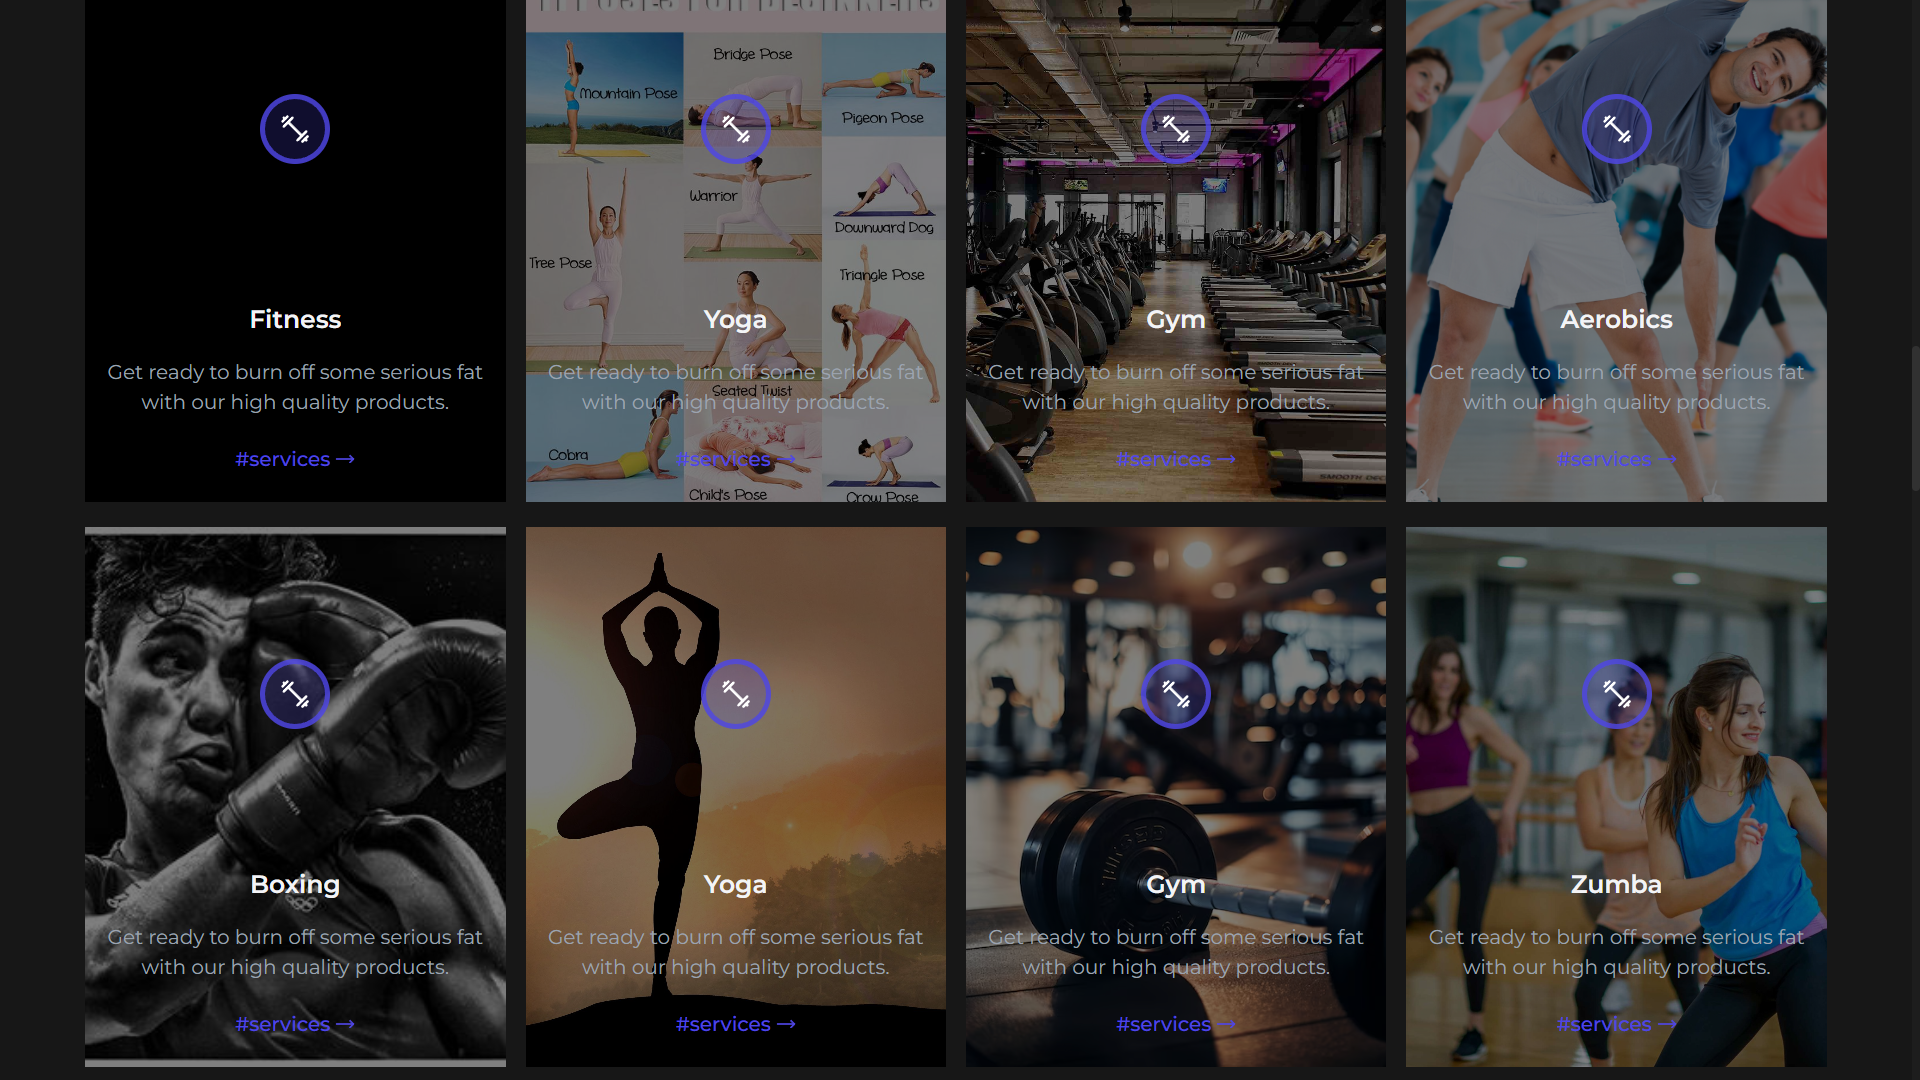 11 POSES FOR BEGINNERS
Mountain Pose
Bridge Pose
Pigeon Pose
Warrior
Downward Dog
Tree Pose
Triangle Pose
Seated Twist
Cobra
Child's Pose
Crow Pose
Fitness
Get ready to burn off some serious fat
with our high quality products.
#services →
Yoga
Get ready to burn off some serious fat
with our high quality products.
#services →
Gym
Get ready to burn off some serious fat
with our high quality products.
#services →
SMOOTH DEC
Aerobics
Get ready to burn off some serious fat
with our high quality products.
#services →
Boxing
Get ready to burn off some serious fat
with our high quality products.
#services →
Yoga
Get ready to burn off some serious fat
with our high quality products.
#services →
Gym
Get ready to burn off some serious fat
with our high quality products.
#services →
Zumba
Get ready to burn off some serious fat
with our high quality products.
#services →